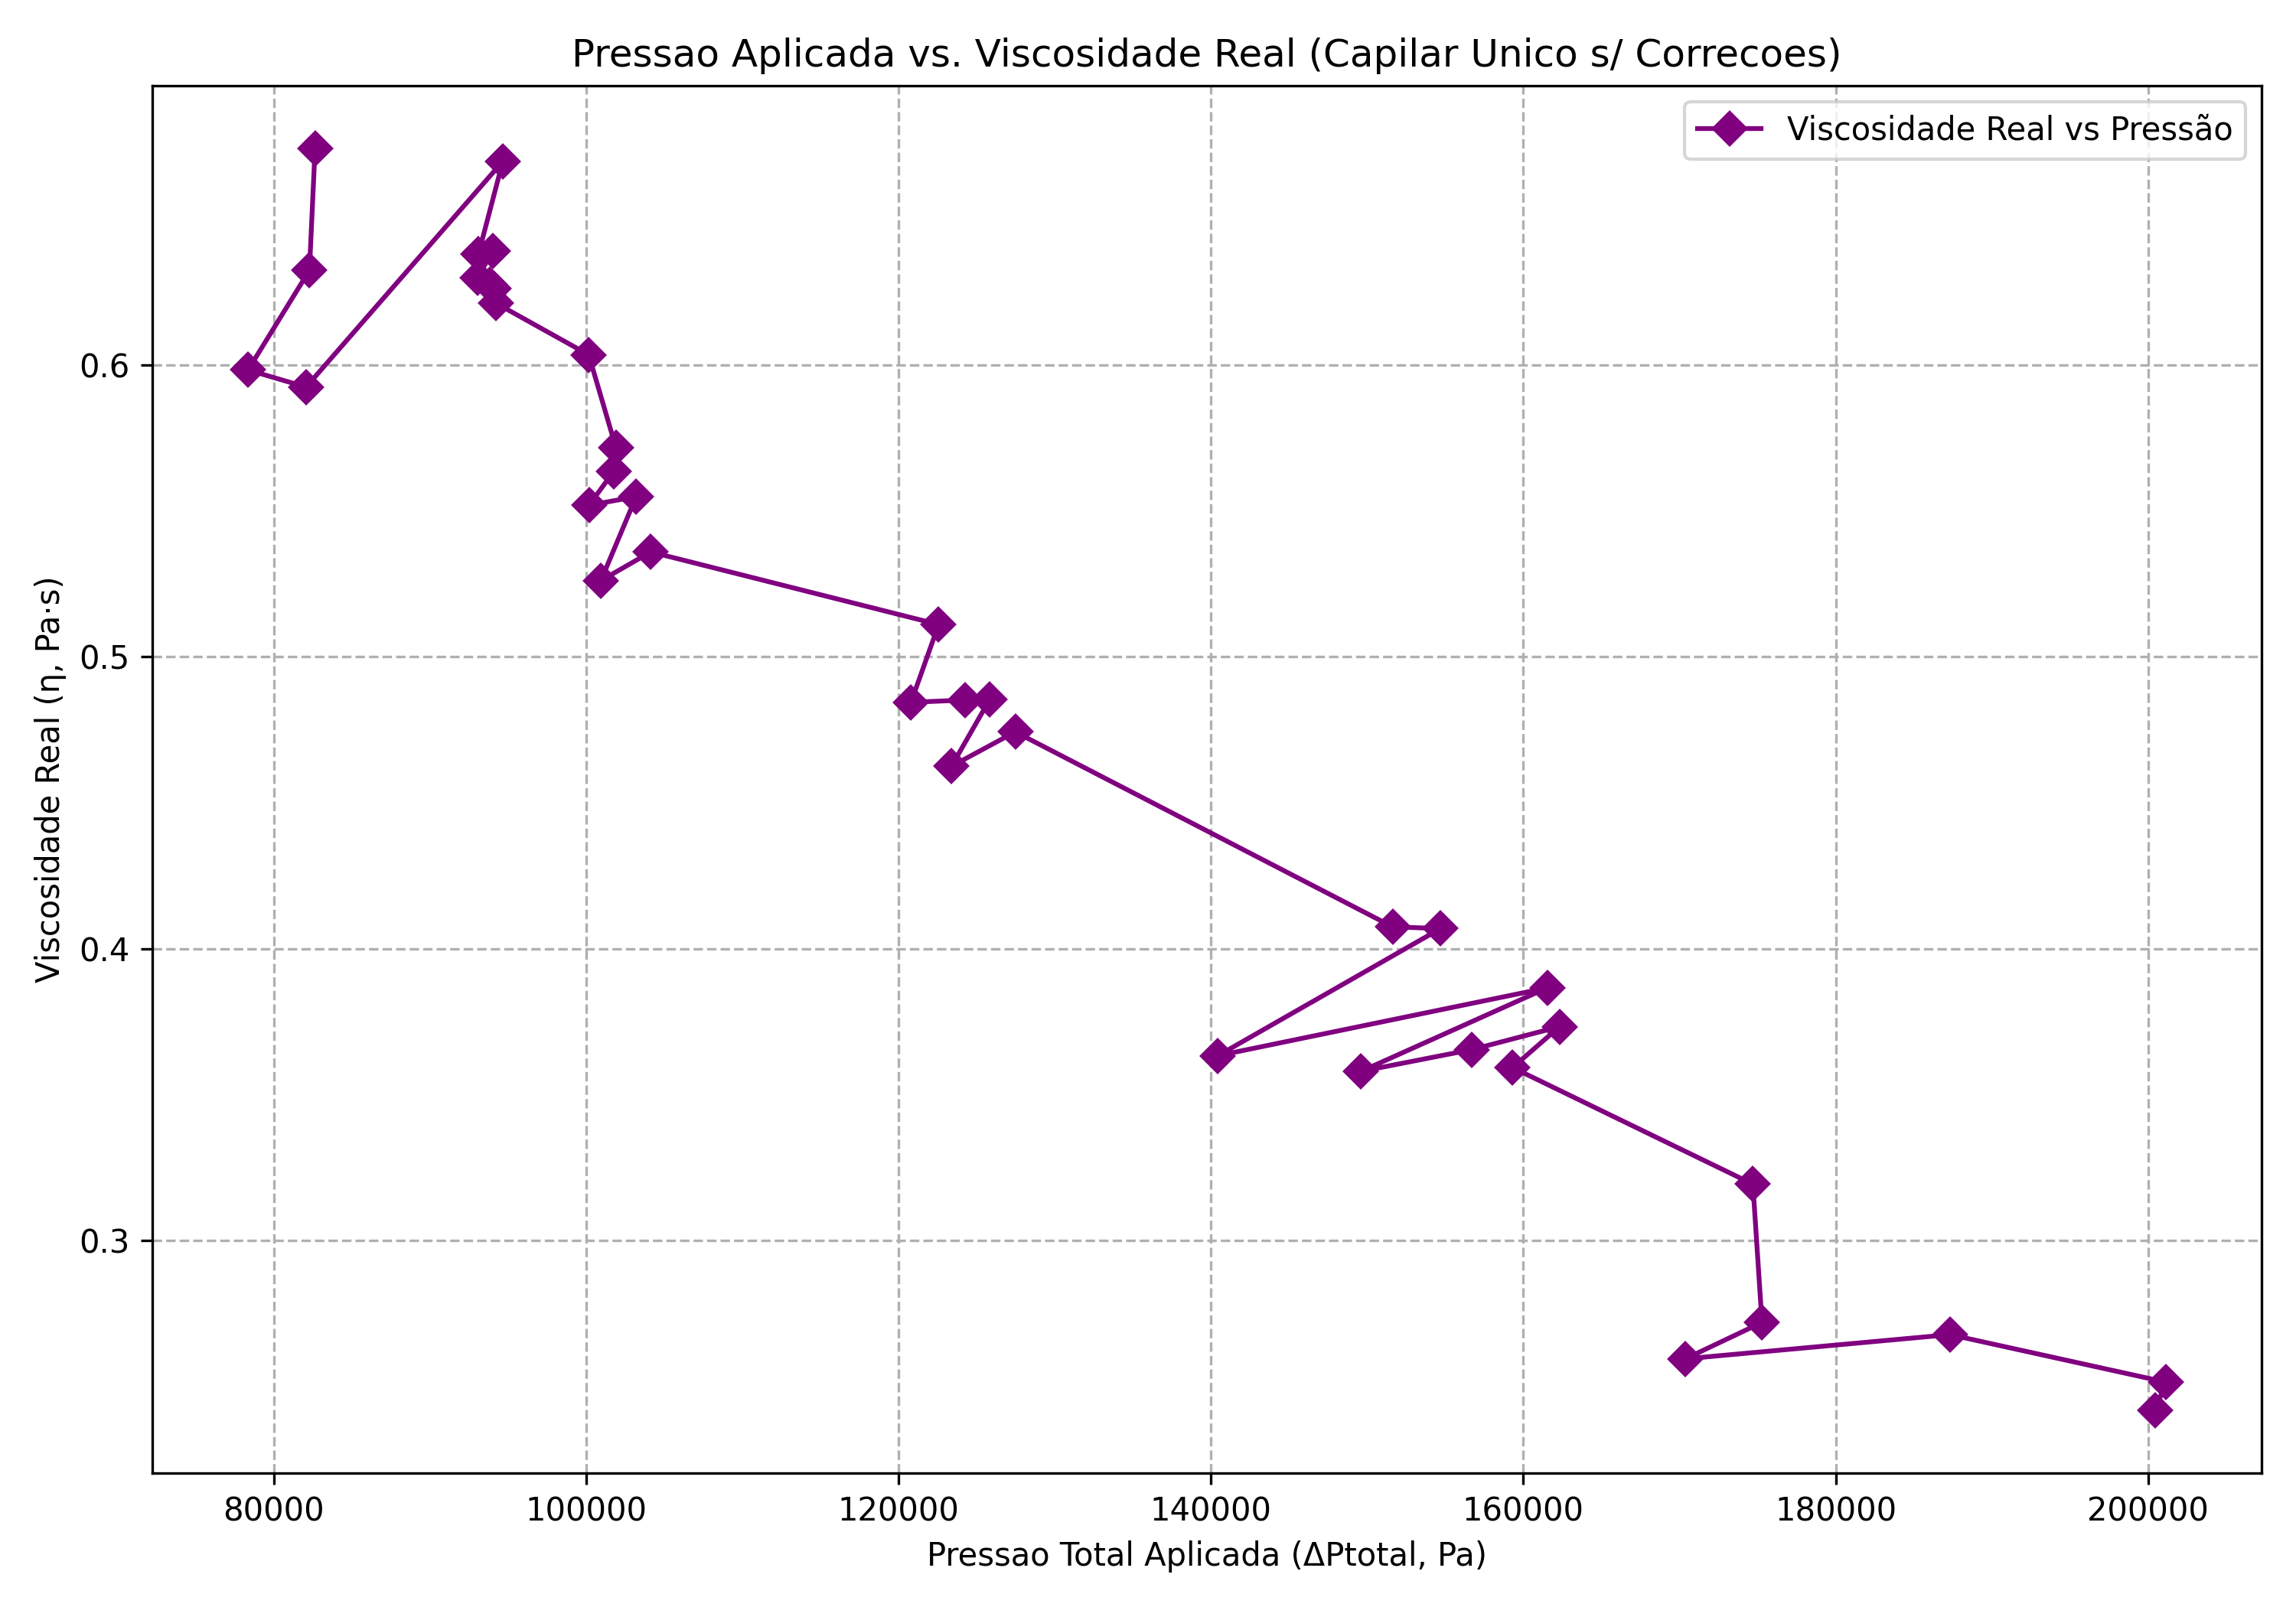 Pressao Aplicada vs. Viscosidade Real (Capilar Unico s/ Correcoes)
Viscosidade Real vs Pressão
Viscosidade Real (η, Pa·s)
0.6
0.5
0.4
0.3
80000 100000 120000 140000 160000 180000 200000
Pressao Total Aplicada (ΔPtotal, Pa)